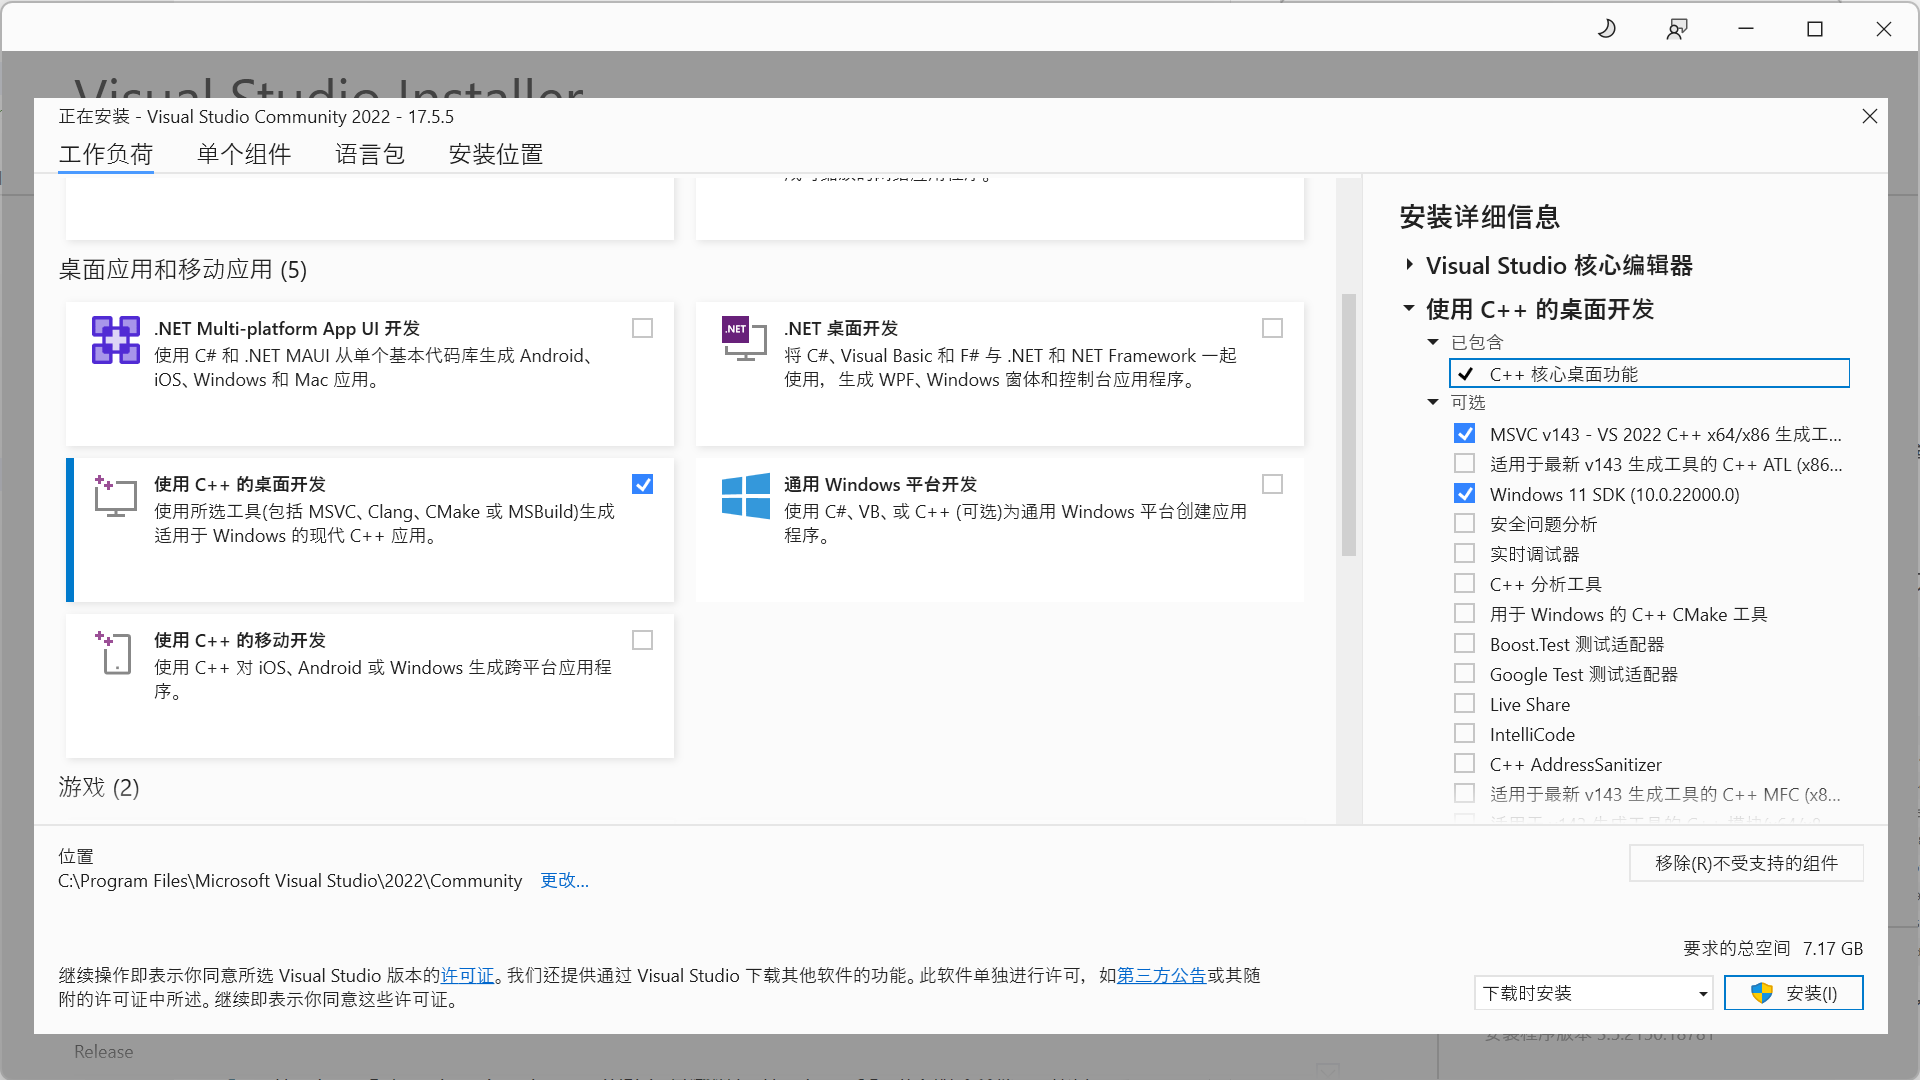 Visual Studio Installer
正在安装 - Visual Studio Community 2022 - 17.5.5
工作负荷 单个组件 语言包 安装位置
桌面应用和移动应用 (5)
.NET Multi-platform App UI 开发
使用 C# 和 .NET MAUI 从单个基本代码库生成 Android、
iOS、Windows 和 Mac 应用。
.NET
.NET 桌面开发
将 C#、Visual Basic 和 F# 与 .NET 和 NET Framework 一起
使用，生成 WPF、Windows 窗体和控制台应用程序。
使用 C++ 的桌面开发
使用所选工具(包括 MSVC、Clang、CMake 或 MSBuild)生成
适用于 Windows 的现代 C++ 应用。
通用 Windows 平台开发
使用 C#、VB、或 C++ (可选)为通用 Windows 平台创建应用
程序。
使用 C++ 的移动开发
使用 C++ 对 iOS、Android 或 Windows 生成跨平台应用程
序。
游戏 (2)
安装详细信息
Visual Studio 核心编辑器
使用 C++ 的桌面开发
已包含
C++ 核心桌面功能
可选
MSVC v143 - VS 2022 C++ x64/x86 生成工...
适用于最新 v143 生成工具的 C++ ATL (x86...
Windows 11 SDK (10.0.22000.0)
安全问题分析
实时调试器
C++ 分析工具
用于 Windows 的 C++ CMake 工具
Boost.Test 测试适配器
Google Test 测试适配器
Live Share
IntelliCode
C++ AddressSanitizer
适用于最新 v143 生成工具的 C++ MFC (x8...
位置
C:\Program Files\Microsoft Visual Studio\2022\Community 更改...
移除(R)不受支持的组件
要求的总空间 7.17 GB
继续操作即表示你同意所选 Visual Studio 版本的许可证。我们还提供通过 Visual Studio 下载其他软件的功能。此软件单独进行许可，如第三方公告或其随
附的许可证中所述。继续即表示你同意这些许可证。
下载时安装
安装(I)
Release